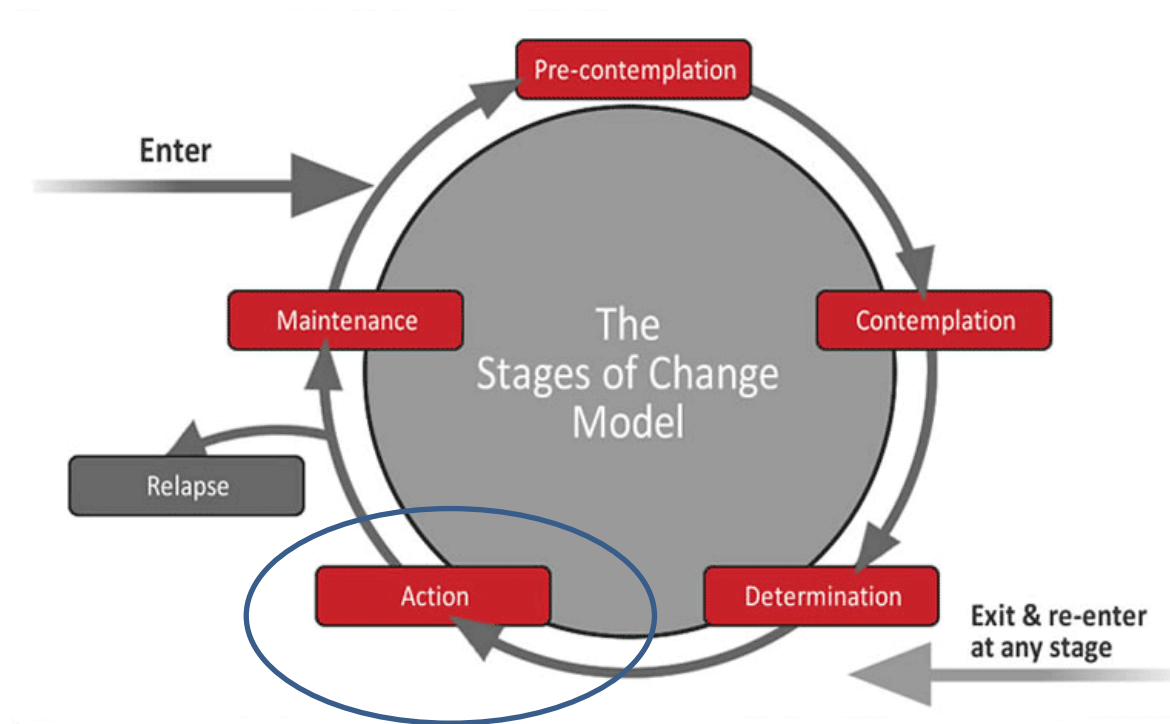 Pre-contemplation
Enter
Maintenance
Contemplation
The
Stages of Change
Model
Relapse
Action
Determination
Exit & re-enter
at any stage